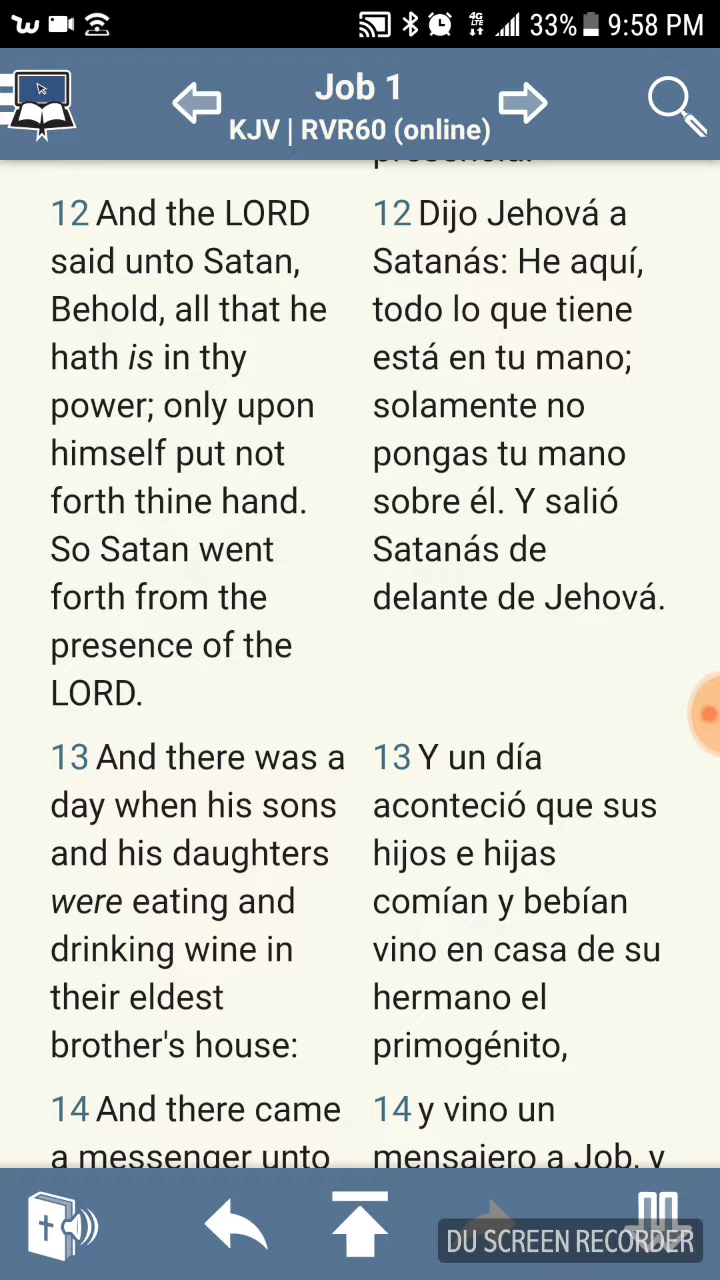 33% 9:58 PM
Job 1
KJV | RVR60 (online)
12 And the LORD
said unto Satan,
Behold, all that he
hath is in thy
power; only upon
himself put not
forth thine hand.
So Satan went
forth from the
presence of the
LORD.
12 Dijo Jehová a
Satanás: He aquí,
todo lo que tiene
está en tu mano;
solamente no
pongas tu mano
sobre él. Y salió
Satanás de
delante de Jehová.
13 And there was a
day when his sons
and his daughters
were eating and
drinking wine in
their eldest
brother's house:
13 Y un día
aconteció que sus
hijos e hijas
comían y bebían
vino en casa de su
hermano el
primogénito,
14 And there came
a messenger unto
14 y vino un
mensajero a Job, y
DU SCREEN RECORDER